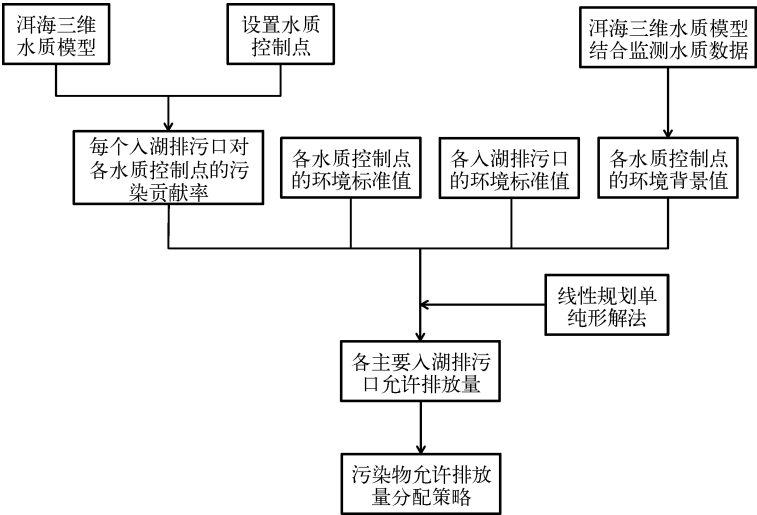 洱海三维
水质模型
设置水质
控制点
洱海三维水质模型
结合监测水质数据
每个入湖排污口对
各水质控制点的污
染贡献率
各水质控制点
的环境标准值
各入湖排污口
的环境标准值
各水质控制点
的环境背景值
线性规划单
纯形解法
各主要入湖排污
口允许排放量
污染物允许排放
量分配策略